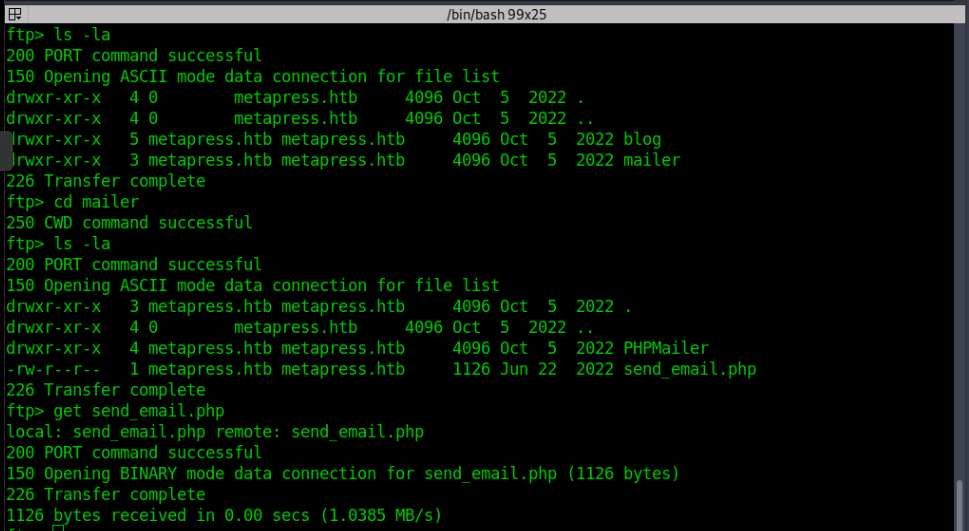 /bin/bash 99x25
ftp> ls -la
200 PORT command successful
150 Opening ASCII mode data connection for file list
drwxr-xr-x   4 0        metapress.htb     4096 Oct  5  2022 .
drwxr-xr-x   4 0        metapress.htb     4096 Oct  5  2022 ..
drwxr-xr-x   5 metapress.htb metapress.htb     4096 Oct  5  2022 blog
drwxr-xr-x   3 metapress.htb metapress.htb     4096 Oct  5  2022 mailer
226 Transfer complete
ftp> cd mailer
250 CWD command successful
ftp> ls -la
200 PORT command successful
150 Opening ASCII mode data connection for file list
drwxr-xr-x   3 metapress.htb metapress.htb     4096 Oct  5  2022 .
drwxr-xr-x   4 0        metapress.htb     4096 Oct  5  2022 ..
drwxr-xr-x   4 metapress.htb metapress.htb     4096 Oct  5  2022 PHPMailer
-rw-r--r--   1 metapress.htb metapress.htb     1126 Jun 22  2022 send_email.php
226 Transfer complete
ftp> get send_email.php
local: send_email.php remote: send_email.php
200 PORT command successful
150 Opening BINARY mode data connection for send_email.php (1126 bytes)
226 Transfer complete
1126 bytes received in 0.00 secs (1.0385 MB/s)